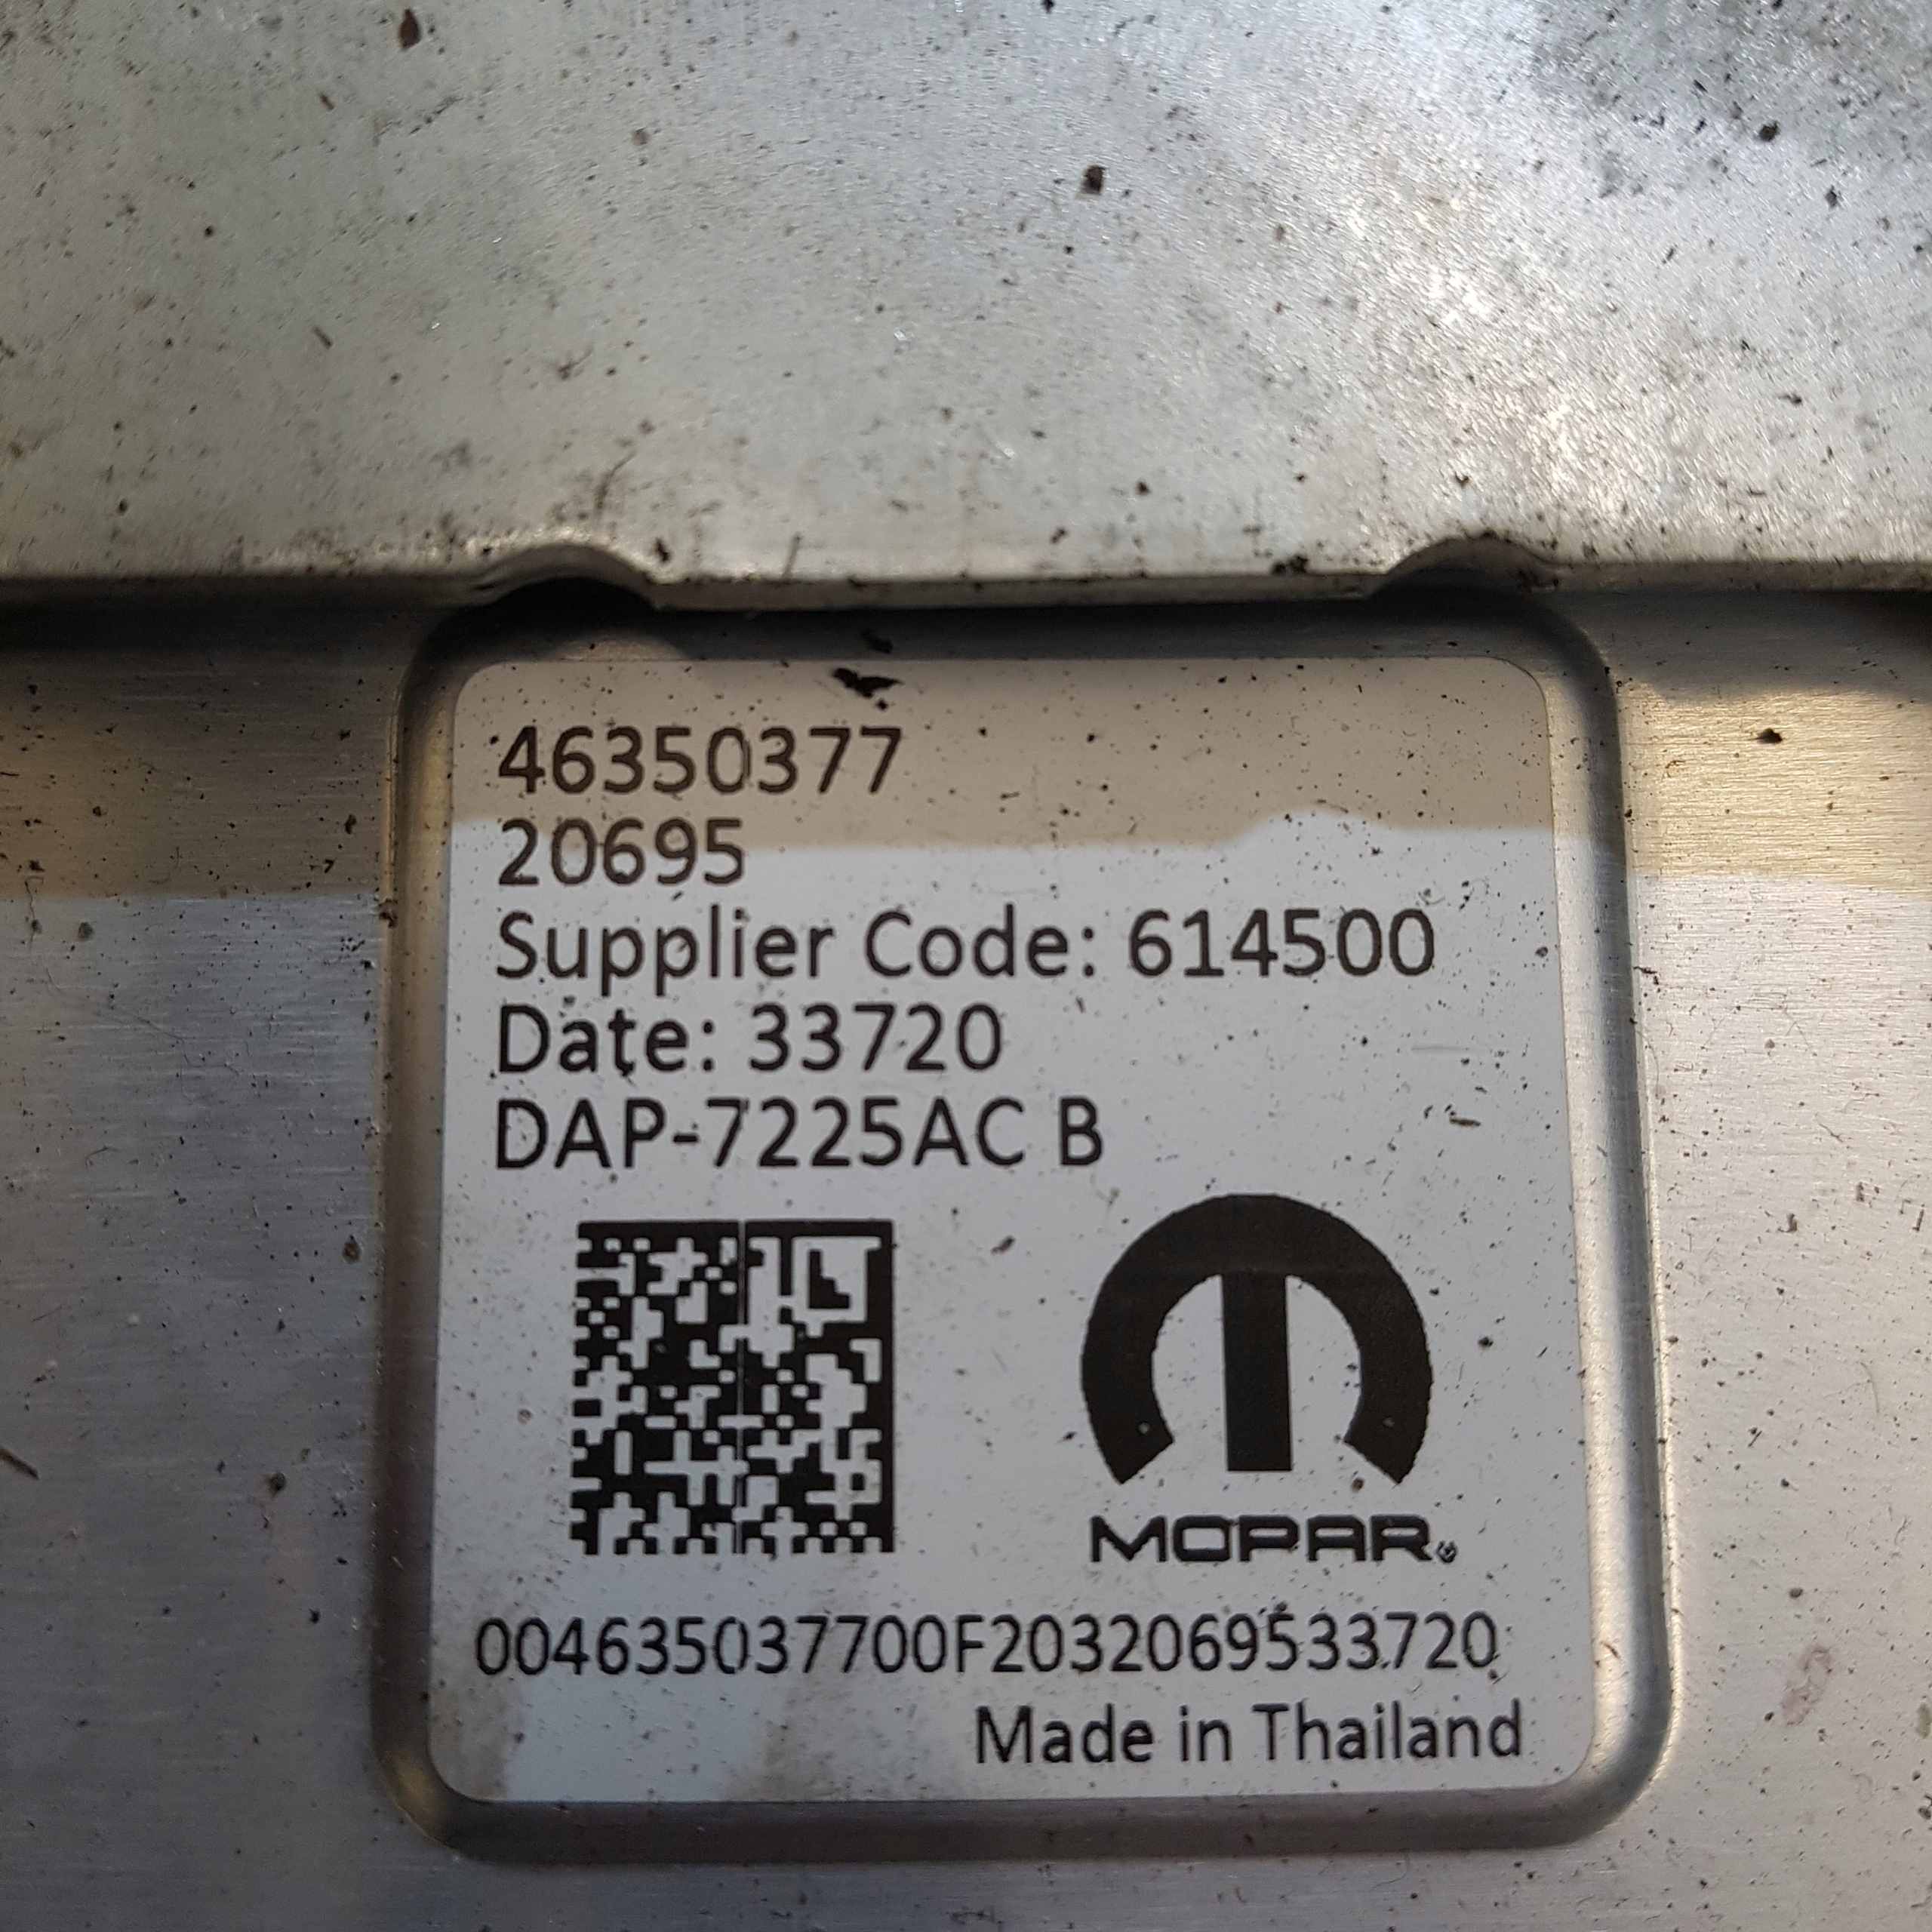 46350377
20695
Supplier Code: 614500
Date: 33720
DAP-7225AC B
MOPAR
004635037700F2032069533720
Made in Thailand